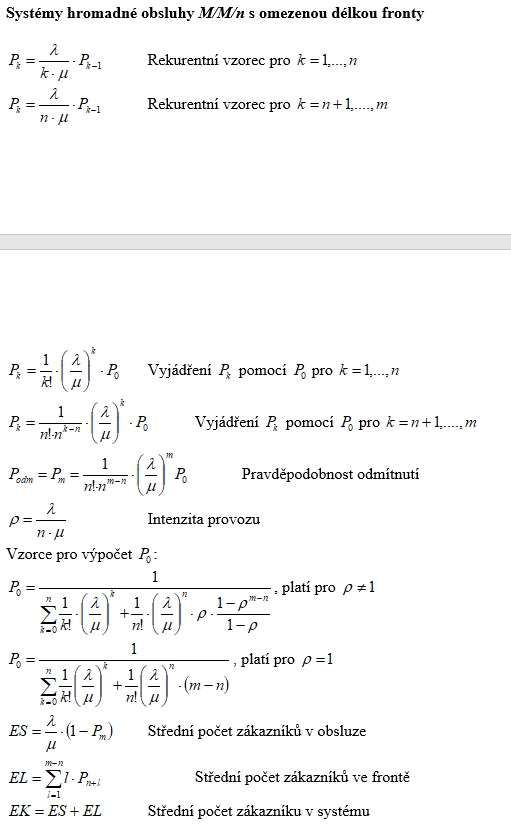 Systémy hromadné obsluhy M/M/n s omezenou délkou fronty
P_k = λ / (k · μ) · P_{k−1} Rekurentní vzorec pro k = 1,...,n
P_k = λ / (n · μ) · P_{k−1} Rekurentní vzorec pro k = n+1,....,m
P_k = 1/k! · (λ/μ)^k · P_0 Vyjádření P_k pomocí P_0 pro k = 1,...,n
P_k = 1/(n!·n^{k−n}) · (λ/μ)^k · P_0 Vyjádření P_k pomocí P_0 pro k = n+1,....,m
P_{odm} = P_m = 1/(n!·n^{m−n}) · (λ/μ)^m P_0 Pravděpodobnost odmítnutí
ρ = λ / (n · μ) Intenzita provozu
Vzorce pro výpočet P_0:
P_0 = 1 / (∑_{k=0}^{n} 1/k! · (λ/μ)^k + 1/n! · (λ/μ)^n · ρ · (1−ρ^{m−n})/(1−ρ)), platí pro ρ ≠ 1
P_0 = 1 / (∑_{k=0}^{n} 1/k! (λ/μ)^k + 1/n! (λ/μ)^n · (m−n)), platí pro ρ = 1
ES = λ/μ · (1−P_m) Střední počet zákazníků v obsluze
EL = ∑_{l=1}^{m−n} l · P_{n+l} Střední počet zákazníků ve frontě
EK = ES + EL Střední počet zákazníku v systému